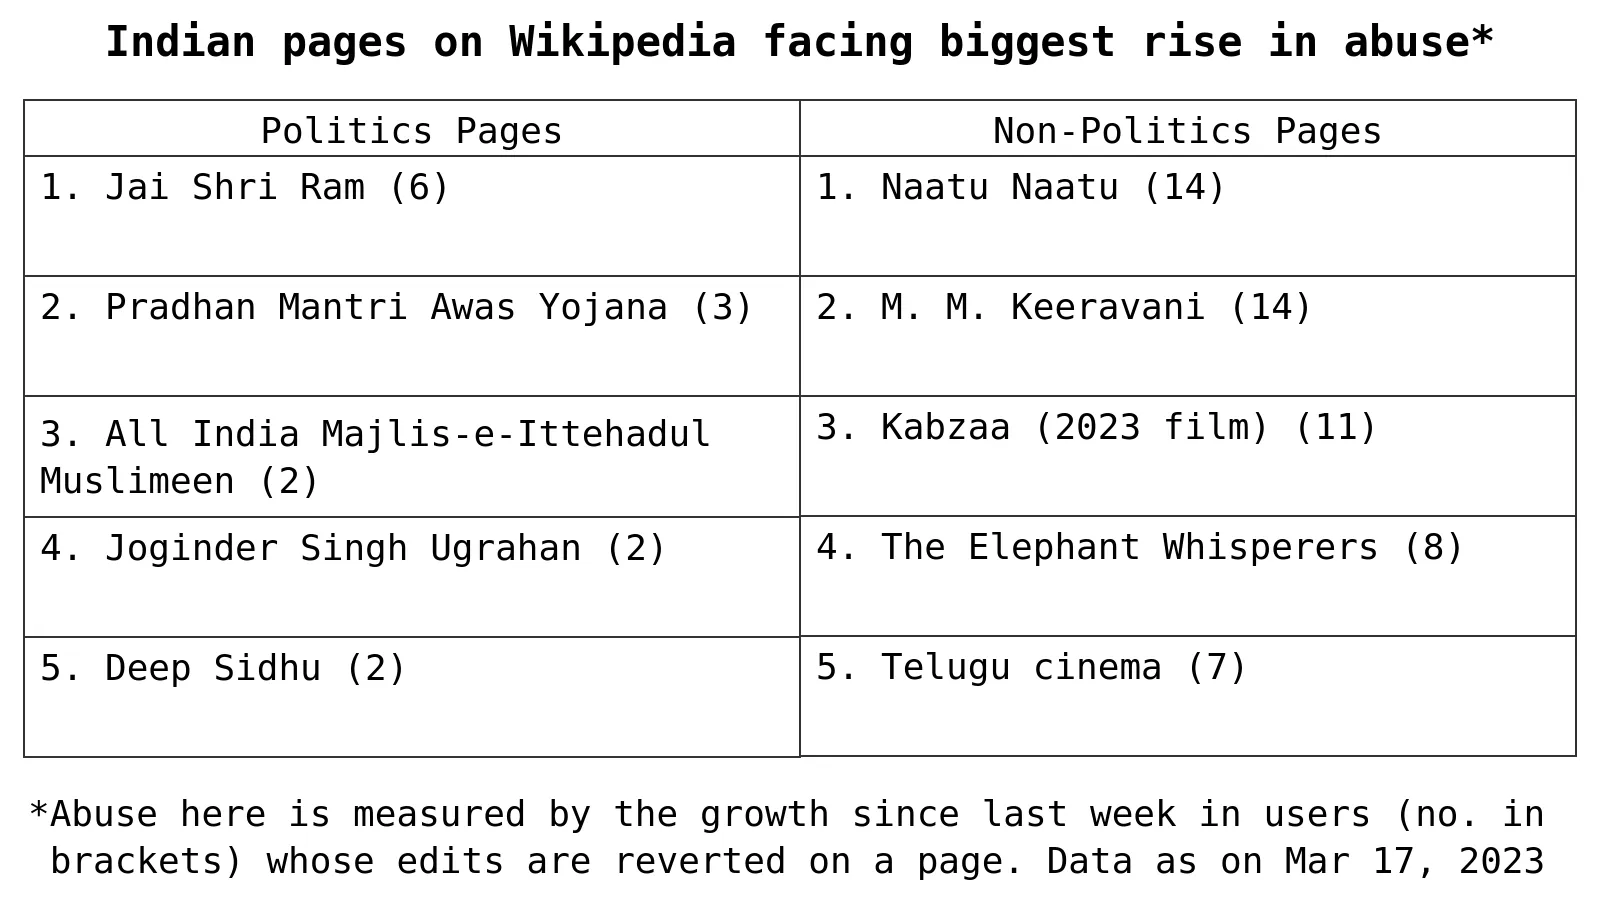 Indian pages on Wikipedia facing biggest rise in abuse*
Politics Pages
Non-Politics Pages
1. Jai Shri Ram (6)
1. Naatu Naatu (14)
2. Pradhan Mantri Awas Yojana (3)
2. M. M. Keeravani (14)
3. All India Majlis-e-Ittehadul
Muslimeen (2)
3. Kabzaa (2023 film) (11)
4. Joginder Singh Ugrahan (2)
4. The Elephant Whisperers (8)
5. Deep Sidhu (2)
5. Telugu cinema (7)
*Abuse here is measured by the growth since last week in users (no. in
brackets) whose edits are reverted on a page. Data as on Mar 17, 2023